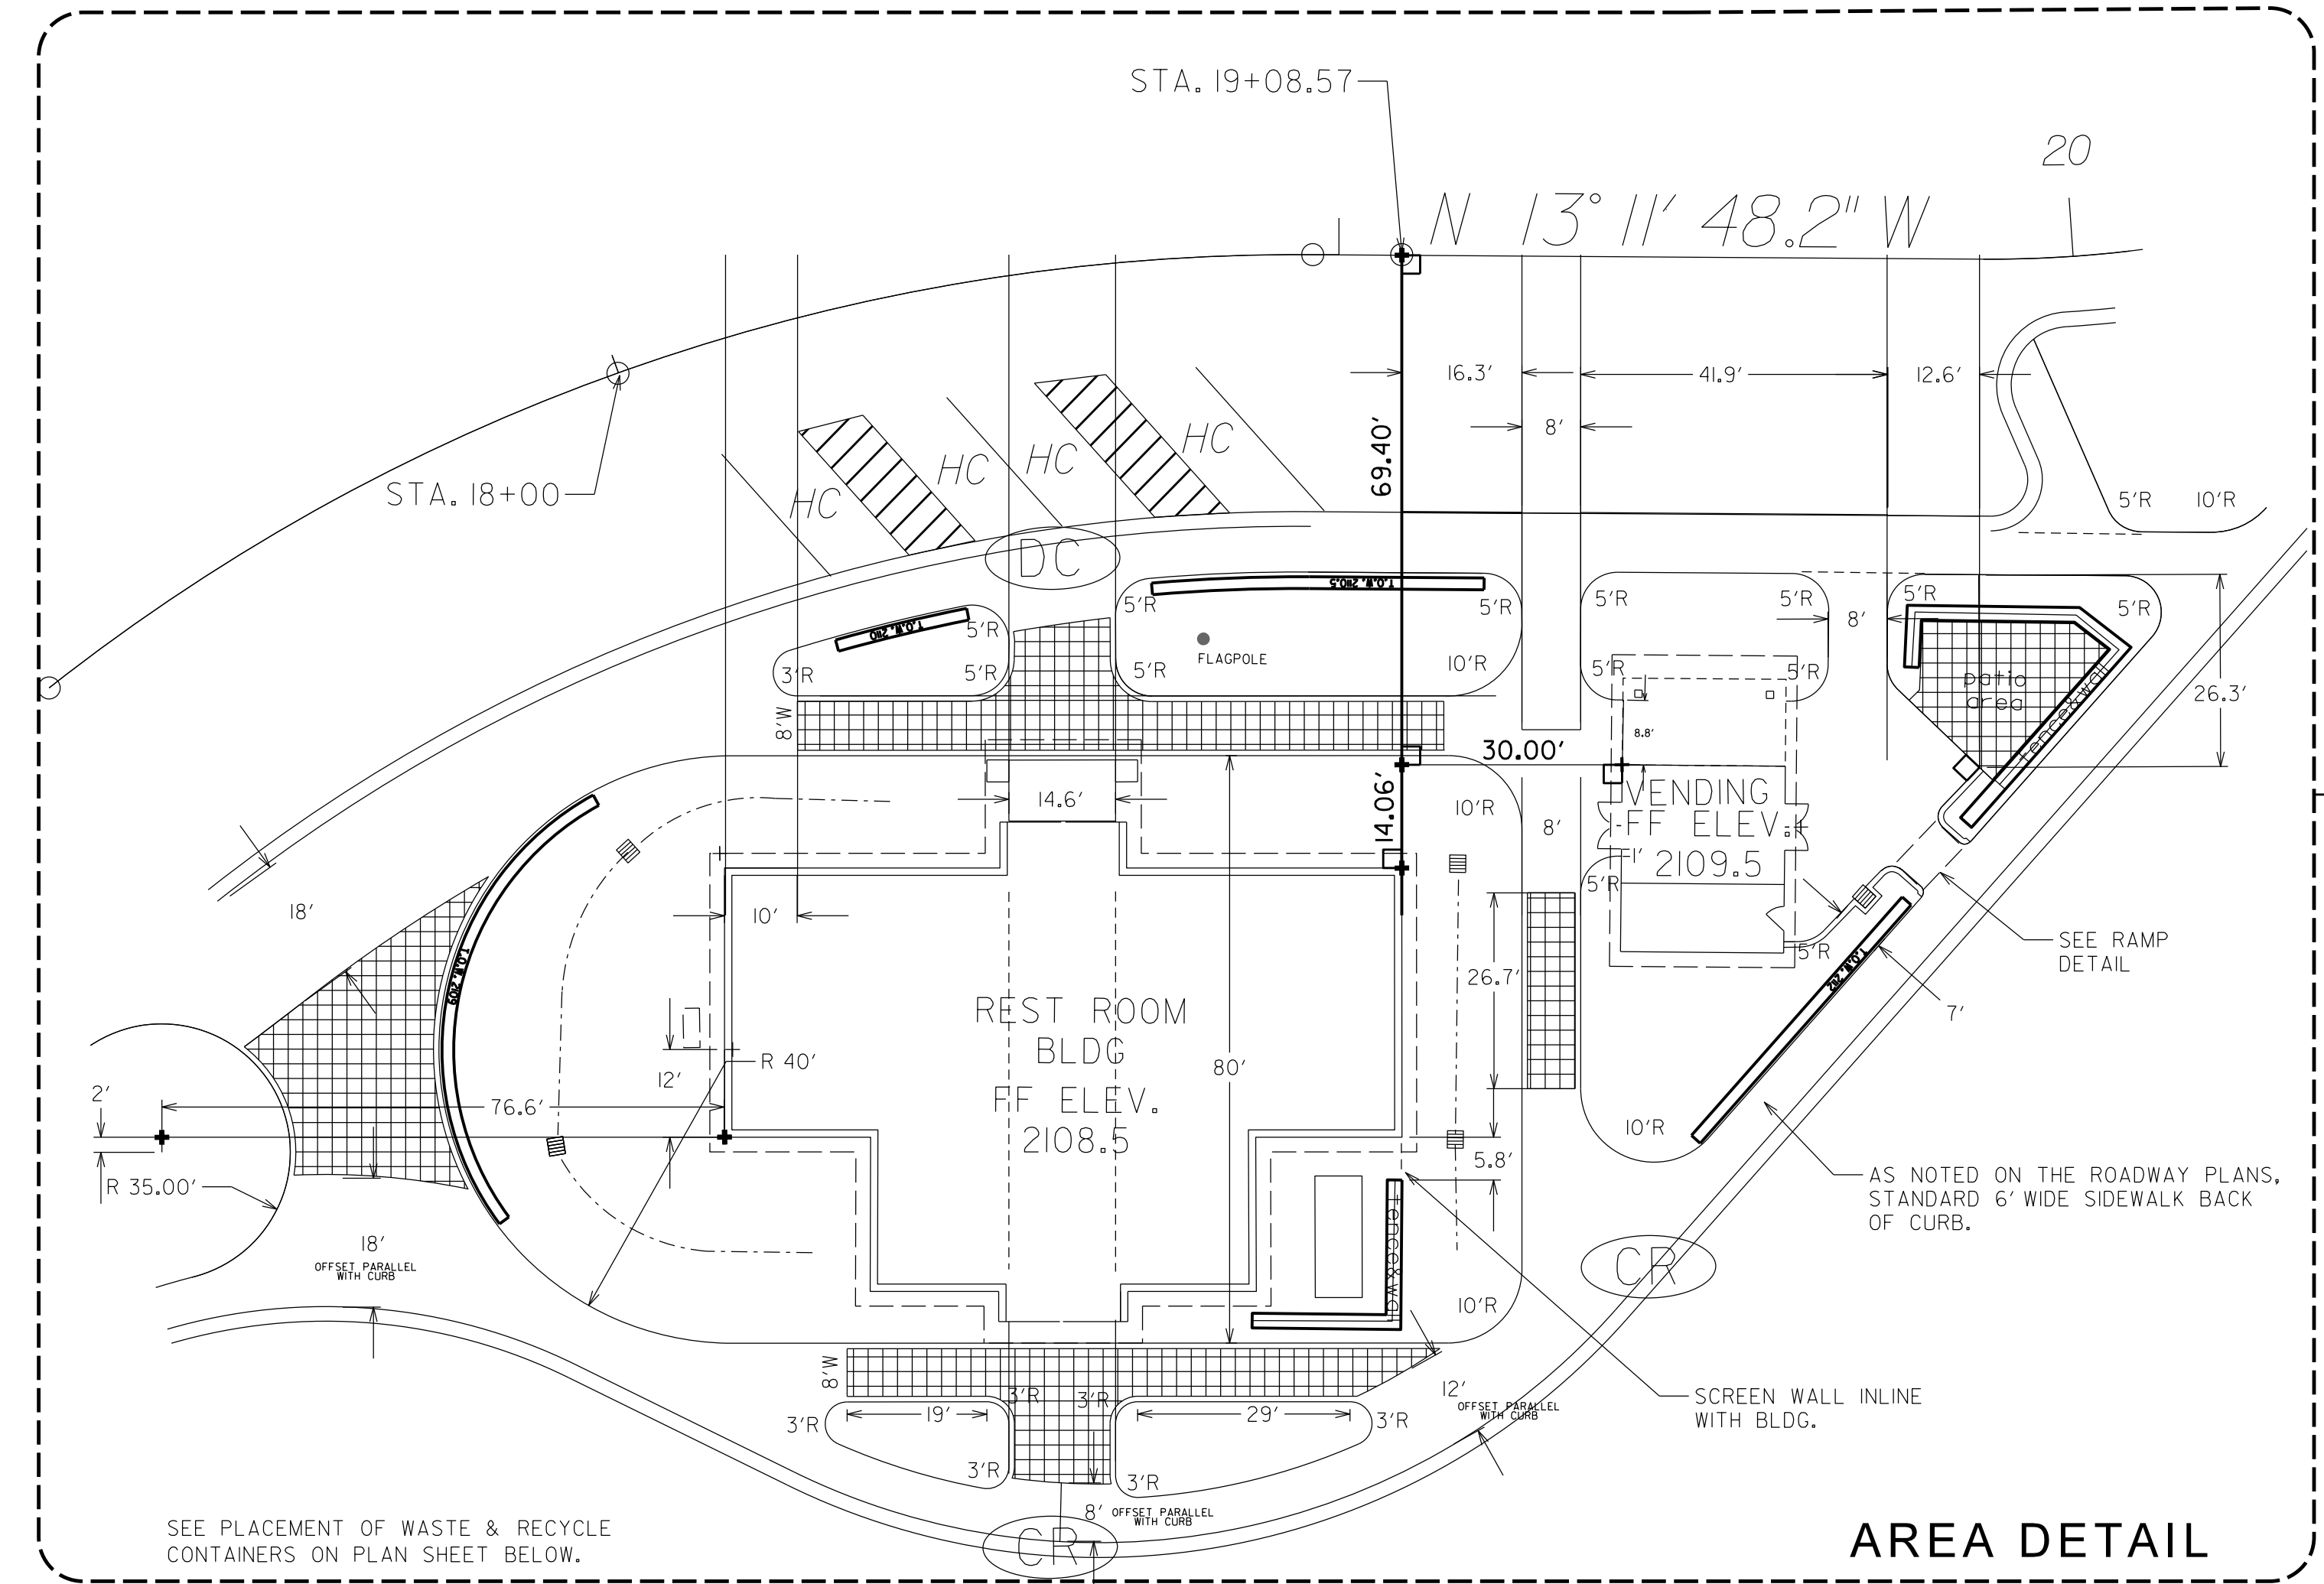 STA. 19+08.57
20
N 13° 11' 48.2" W
16.3'
41.9'
12.6'
8'
69.40'
STA. 18+00
HC
HC
HC
HC
5'R
10'R
DC
T.O.W. 2110.5
T.O.W. 2110
5'R
5'R
5'R
5'R
5'R
5'R
5'R
8'
3'R
5'R
5'R
10'R
5'R
5'R
FLAGPOLE
patio
area
fence&wall
26.3'
8'W
8.8'
30.00'
14.06'
14.6'
10'R
8'
VENDING
FF ELEV.
2109.5
1'
5'R
18'
10'
5'R
SEE RAMP
DETAIL
T.O.W. 2109
T.O.W. 2112
26.7'
7'
REST ROOM
BLDG
FF ELEV.
2108.5
R 40'
12'
80'
2'
76.6'
10'R
5.8'
R 35.00'
AS NOTED ON THE ROADWAY PLANS,
STANDARD 6' WIDE SIDEWALK BACK
OF CURB.
18'
OFFSET PARALLEL
WITH CURB
fence&wal
CR
10'R
8'W
12'
OFFSET PARALLEL
WITH CURB
SCREEN WALL INLINE
WITH BLDG.
3'R
3'R
3'R
19'
29'
3'R
3'R
3'R
8'
OFFSET PARALLEL
WITH CURB
CR
SEE PLACEMENT OF WASTE & RECYCLE
CONTAINERS ON PLAN SHEET BELOW.
AREA DETAIL